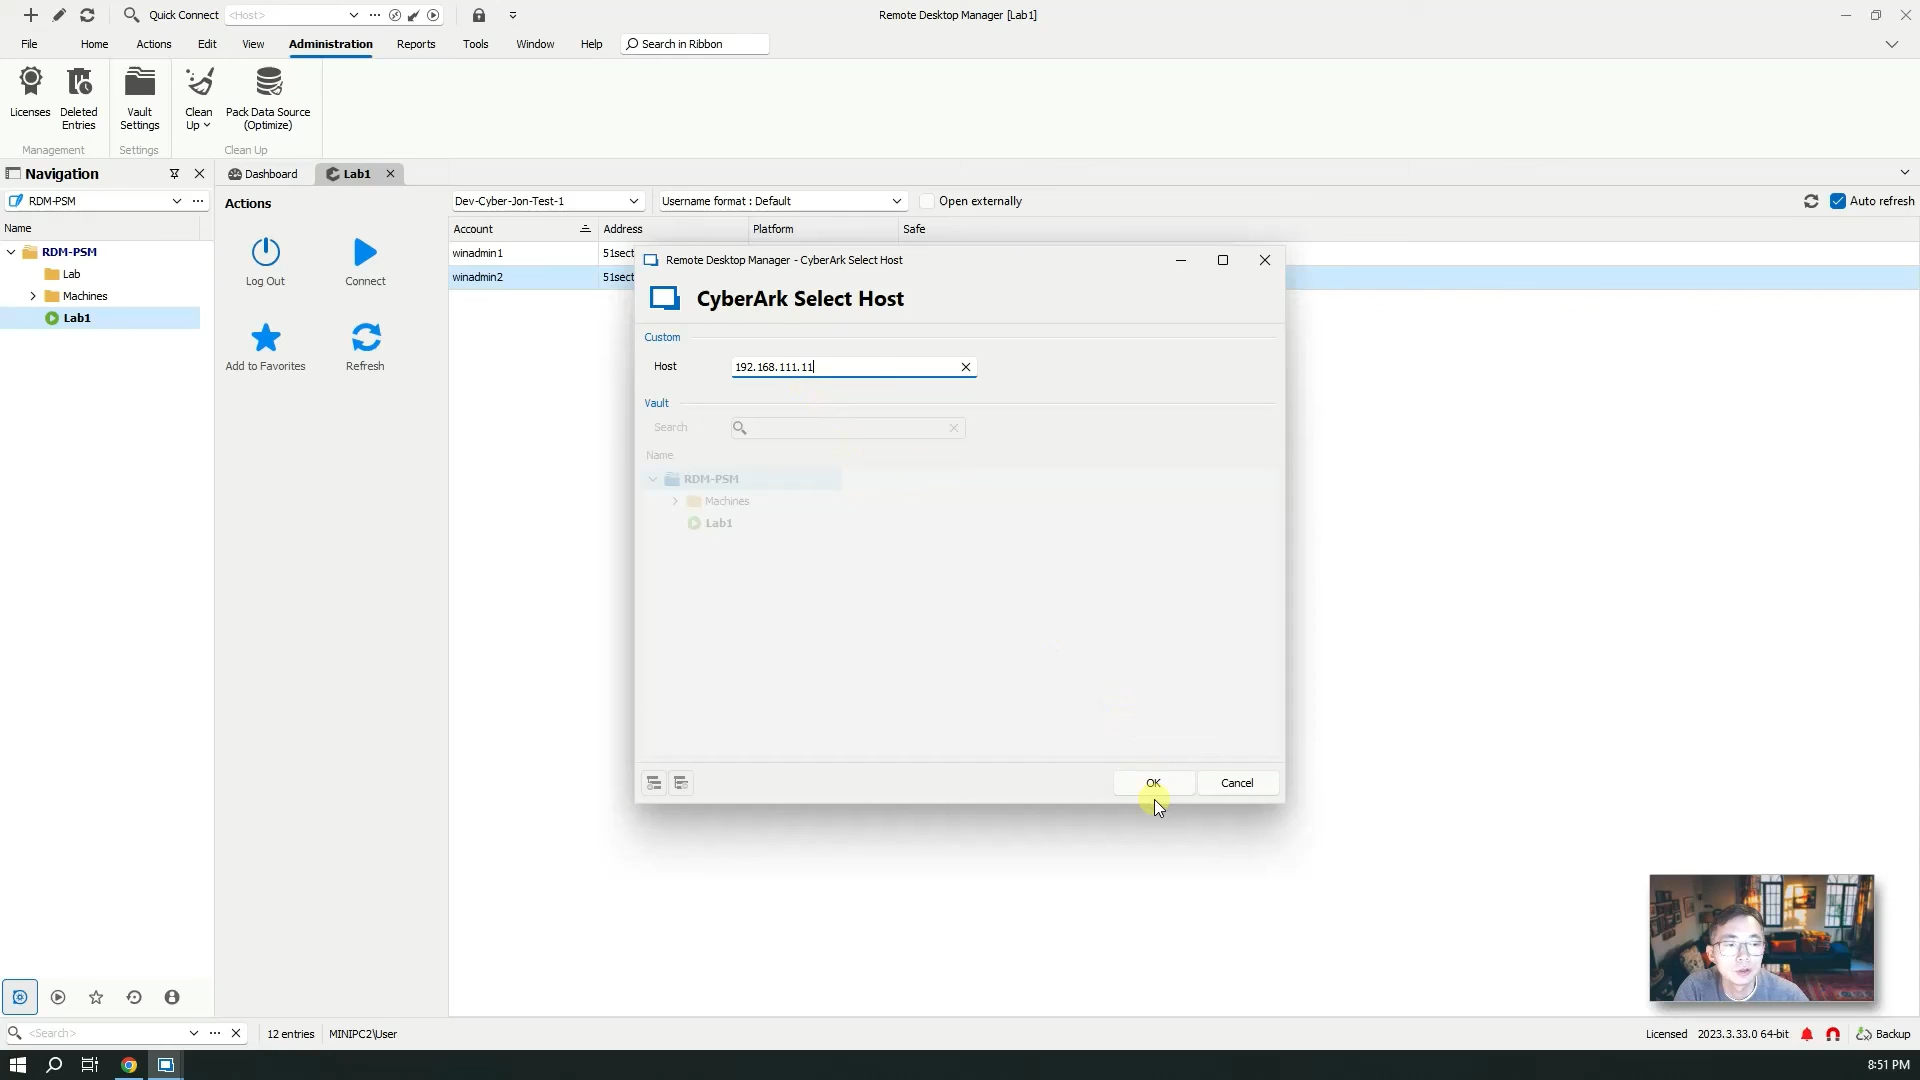 Quick Connect <Host>
Remote Desktop Manager [Lab1]
File Home Actions Edit View Administration Reports Tools Window Help Search in Ribbon
Licenses
Deleted Entries
Vault Settings
Clean Up
Pack Data Source (Optimize)
Management Settings Clean Up
Navigation
Dashboard Lab1
RDM-PSM
Actions
Dev-Cyber-Jon-Test-1
Username format : Default
Open externally
Auto refresh
Name
Account Address Platform Safe
RDM-PSM
Lab
Machines
Lab1
Log Out
Connect
Add to Favorites
Refresh
winadmin1 51sect
winadmin2 51sect
Remote Desktop Manager - CyberArk Select Host
CyberArk Select Host
Custom
Host 192.168.111.11
Vault
Search
Name
RDM-PSM
Machines
Lab1
OK Cancel
<Search>
12 entries MINIPC2\User
Licensed 2023.3.33.0 64-bit
Backup
8:51 PM